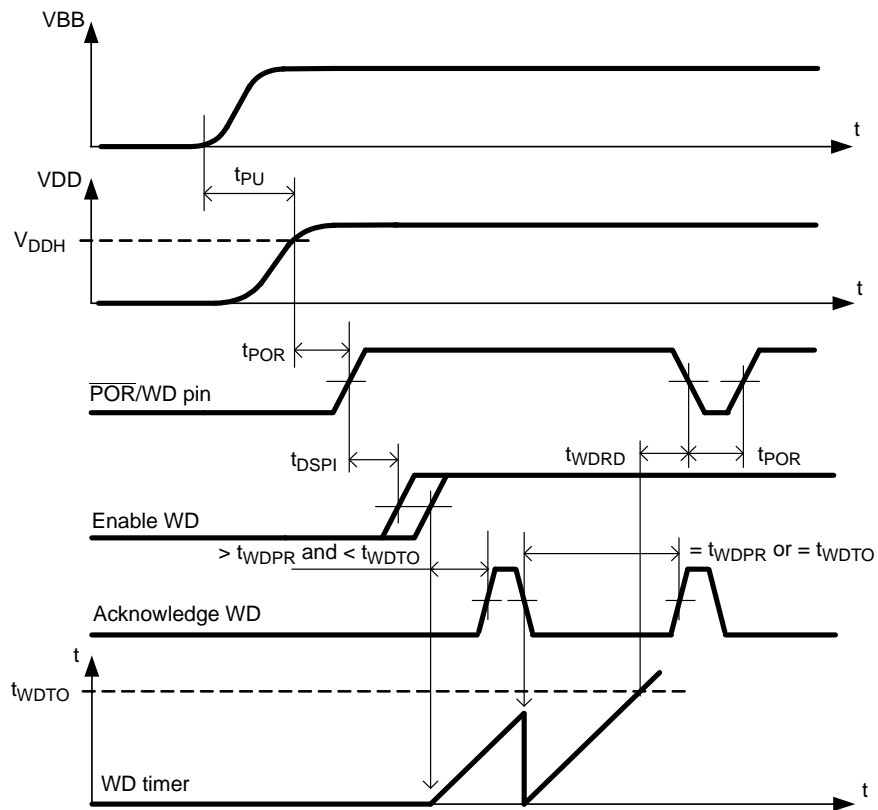 VBB
t
tPU
VDD
VDDH
t
tPOR
POR/WD pin
tDSPI
tWDRD
tPOR
Enable WD
> tWDPR and < tWDTO
= tWDPR or = tWDTO
Acknowledge WD
t
tWDTO
WD timer
t